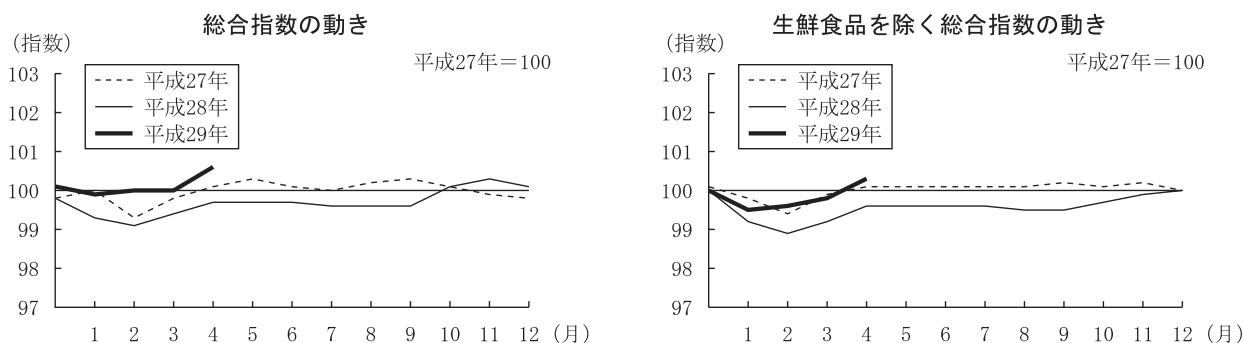 総合指数の動き
(指数)
平成27年＝100
103
102
101
100
99
98
97
平成27年
平成28年
平成29年
1 2 3 4 5 6 7 8 9 10 11 12 (月)
生鮮食品を除く総合指数の動き
(指数)
平成27年＝100
103
102
101
100
99
98
97
平成27年
平成28年
平成29年
1 2 3 4 5 6 7 8 9 10 11 12 (月)